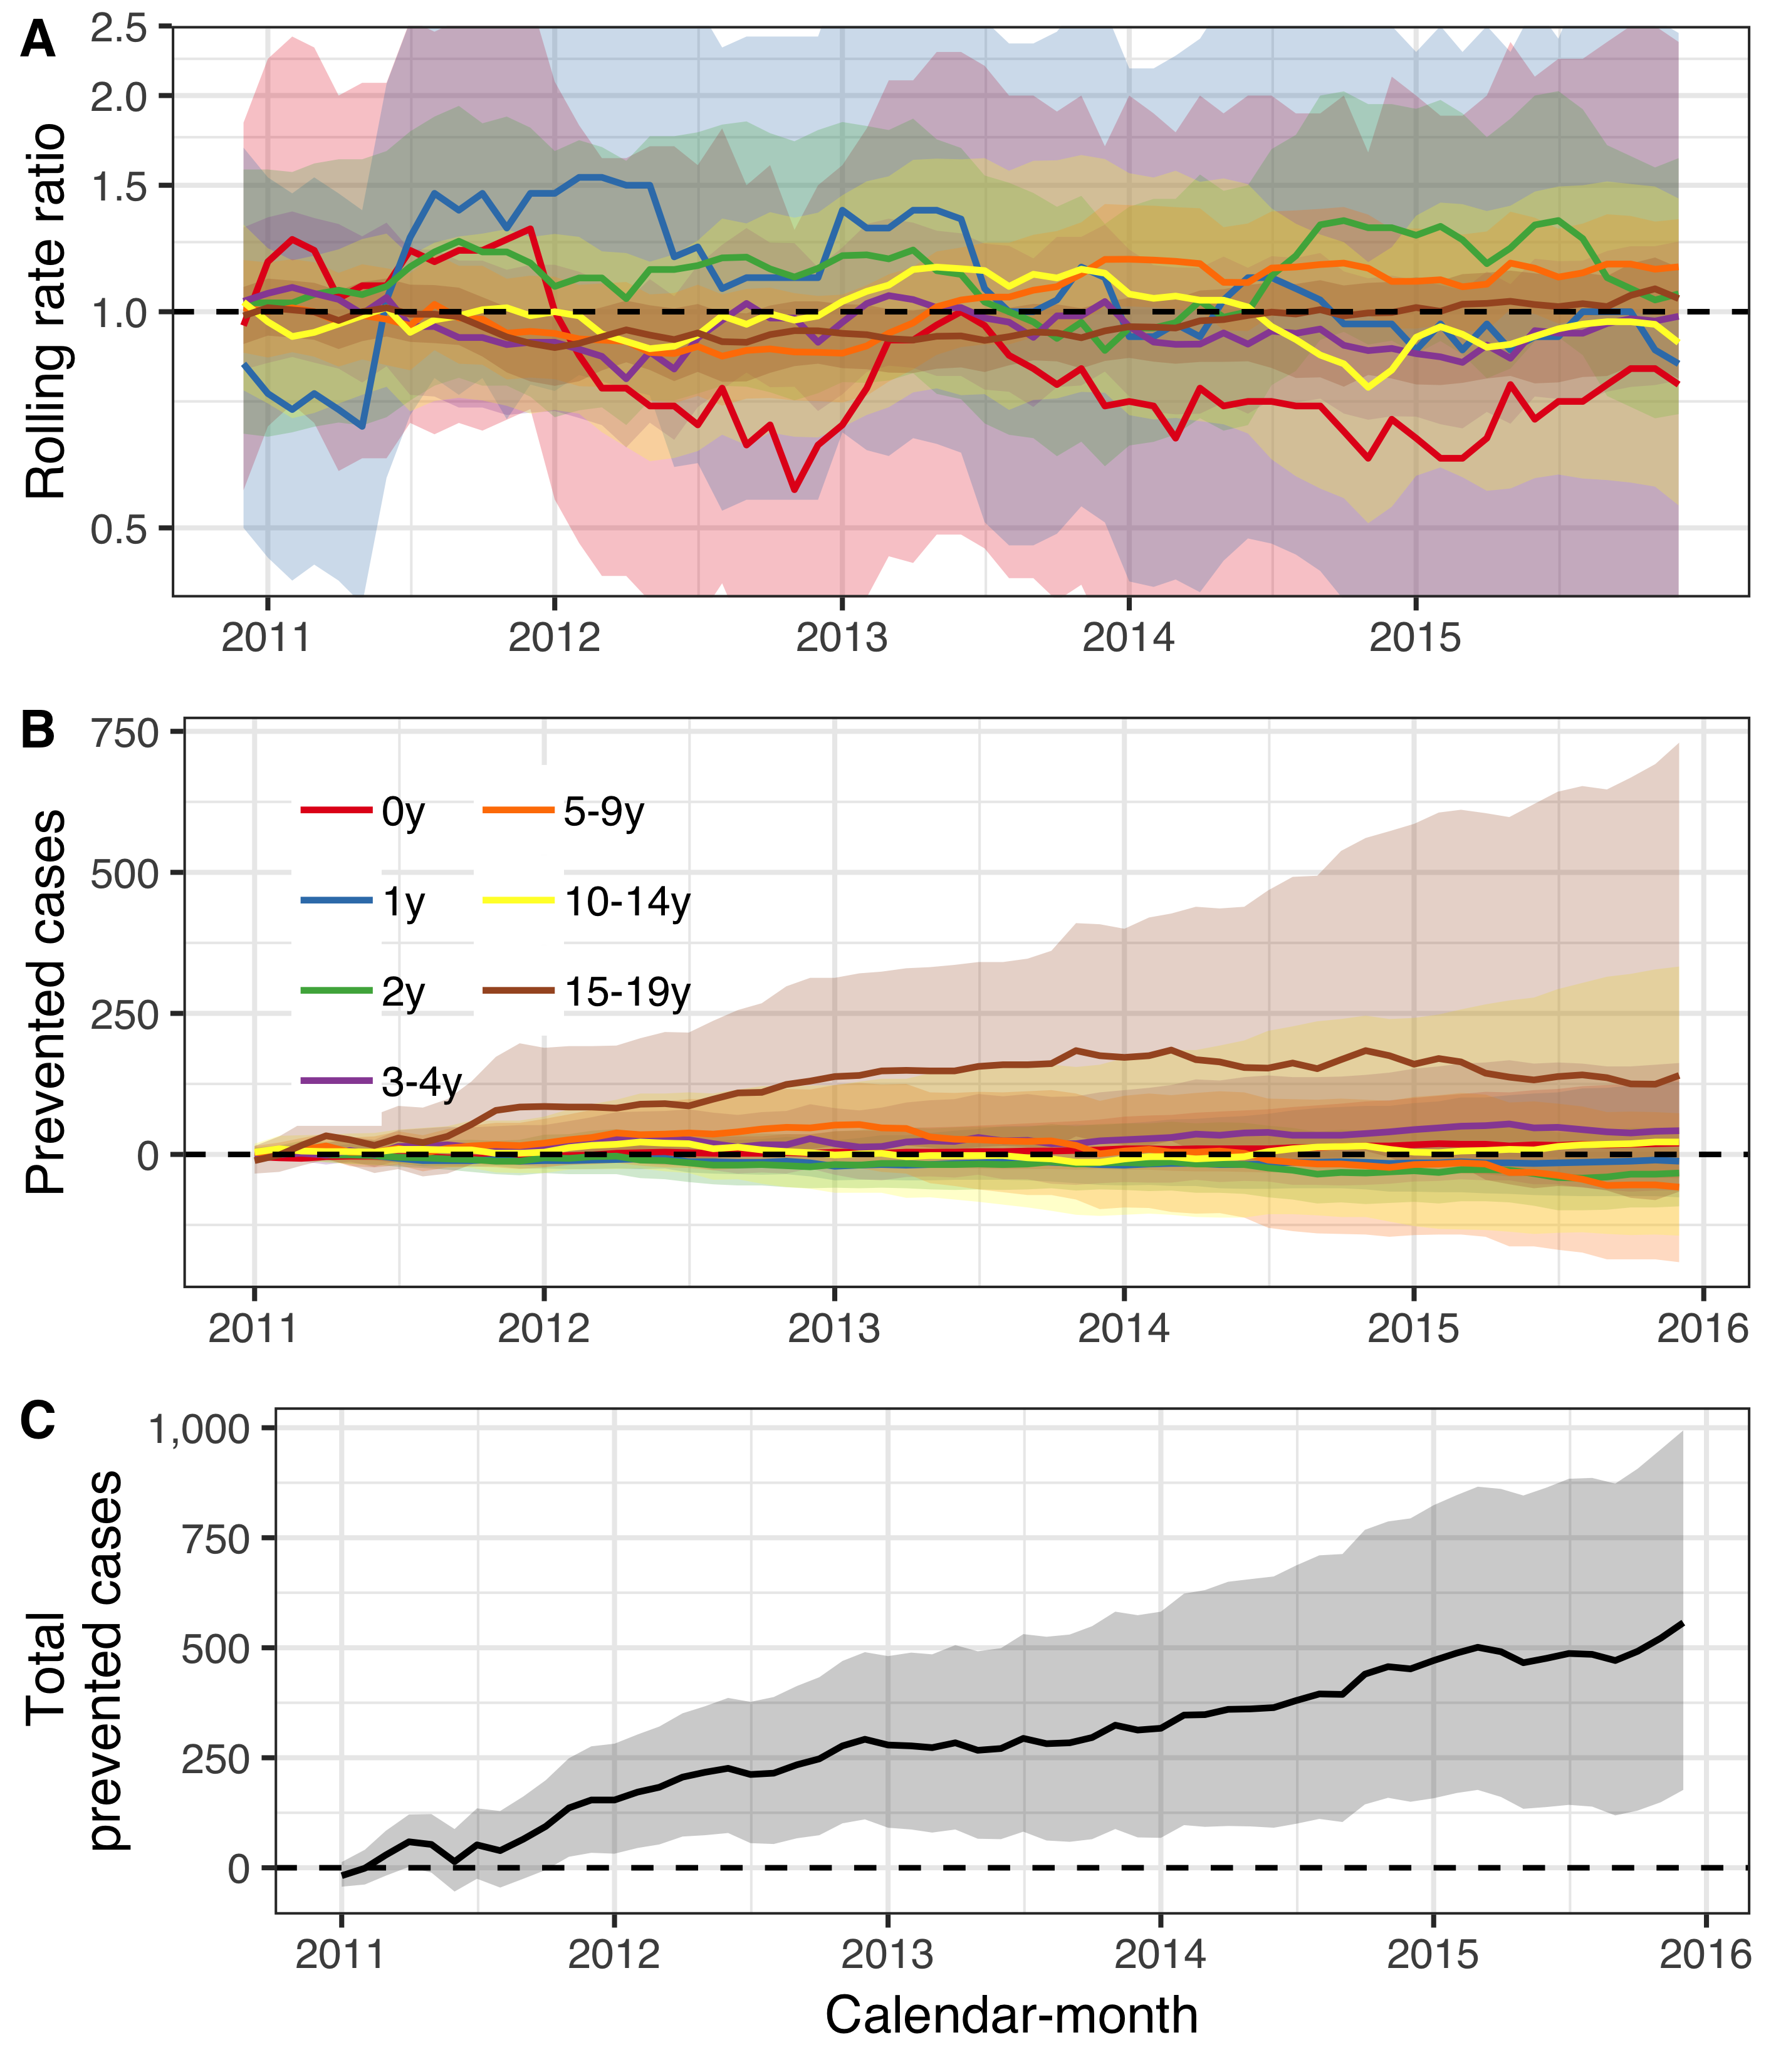 A
Rolling rate ratio
2.5
2.0
1.5
1.0
0.5
2011 2012 2013 2014 2015
B
Prevented cases
750
500
250
0
0y 5-9y
1y 10-14y
2y 15-19y
3-4y
2011 2012 2013 2014 2015 2016
C
Total
prevented cases
1,000
750
500
250
0
2011 2012 2013 2014 2015 2016
Calendar-month